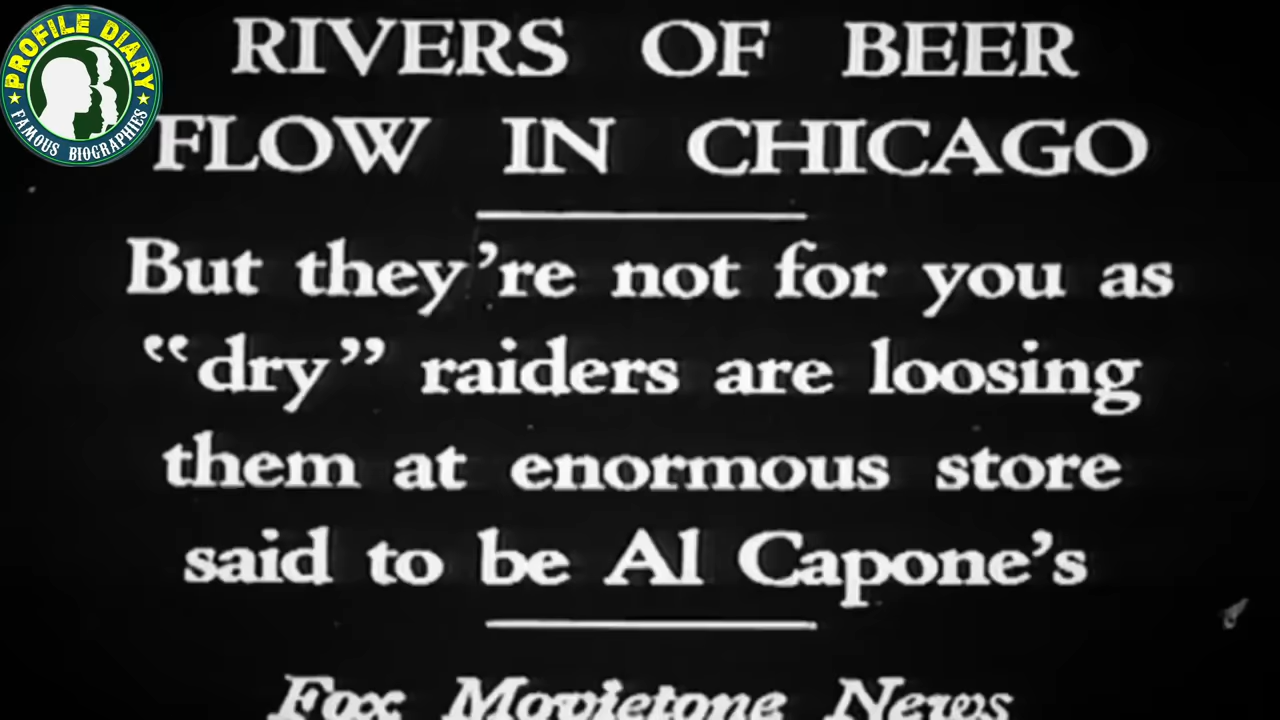 PROFILE DIARY
FAMOUS BIOGRAPHIES
RIVERS OF BEER
FLOW IN CHICAGO
But they're not for you as
“dry” raiders are loosing
them at enormous store
said to be Al Capone's
Fox Movietone News